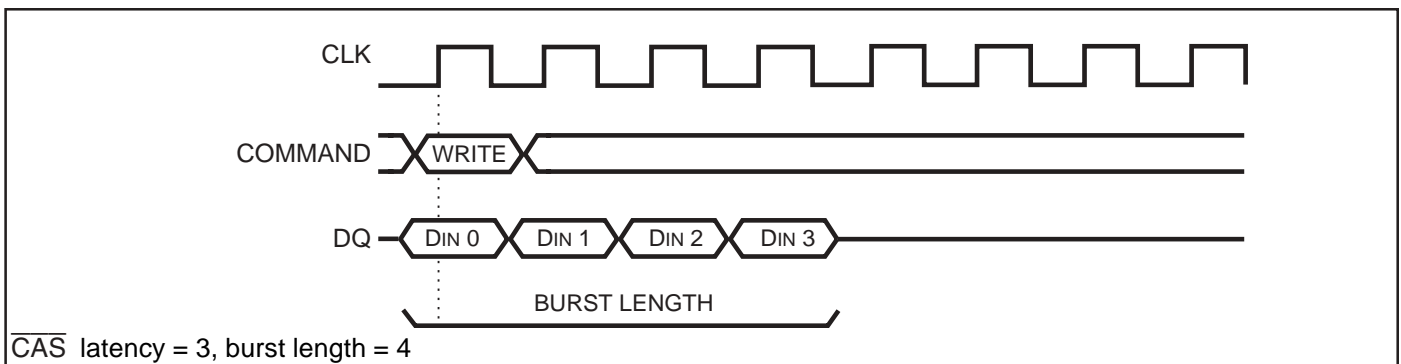 CLK
COMMAND WRITE
DQ DIN 0 DIN 1 DIN 2 DIN 3
BURST LENGTH
CAS latency = 3, burst length = 4